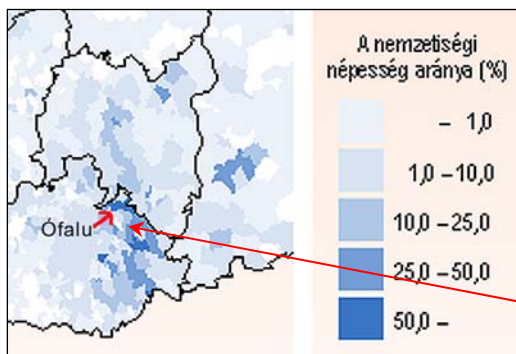 Ófalu
A nemzetiségi
népesség aránya (%)
– 1,0
1,0 –10,0
10,0 –25,0
25,0 –50,0
50,0 –